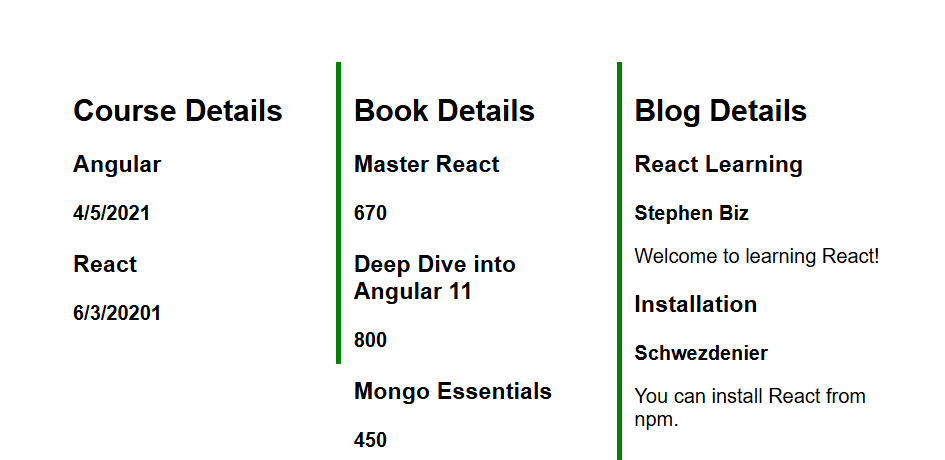 Course Details
Angular
4/5/2021
React
6/3/20201
Book Details
Master React
670
Deep Dive into
Angular 11
800
Mongo Essentials
450
Blog Details
React Learning
Stephen Biz
Welcome to learning React!
Installation
Schwezdenier
You can install React from
npm.